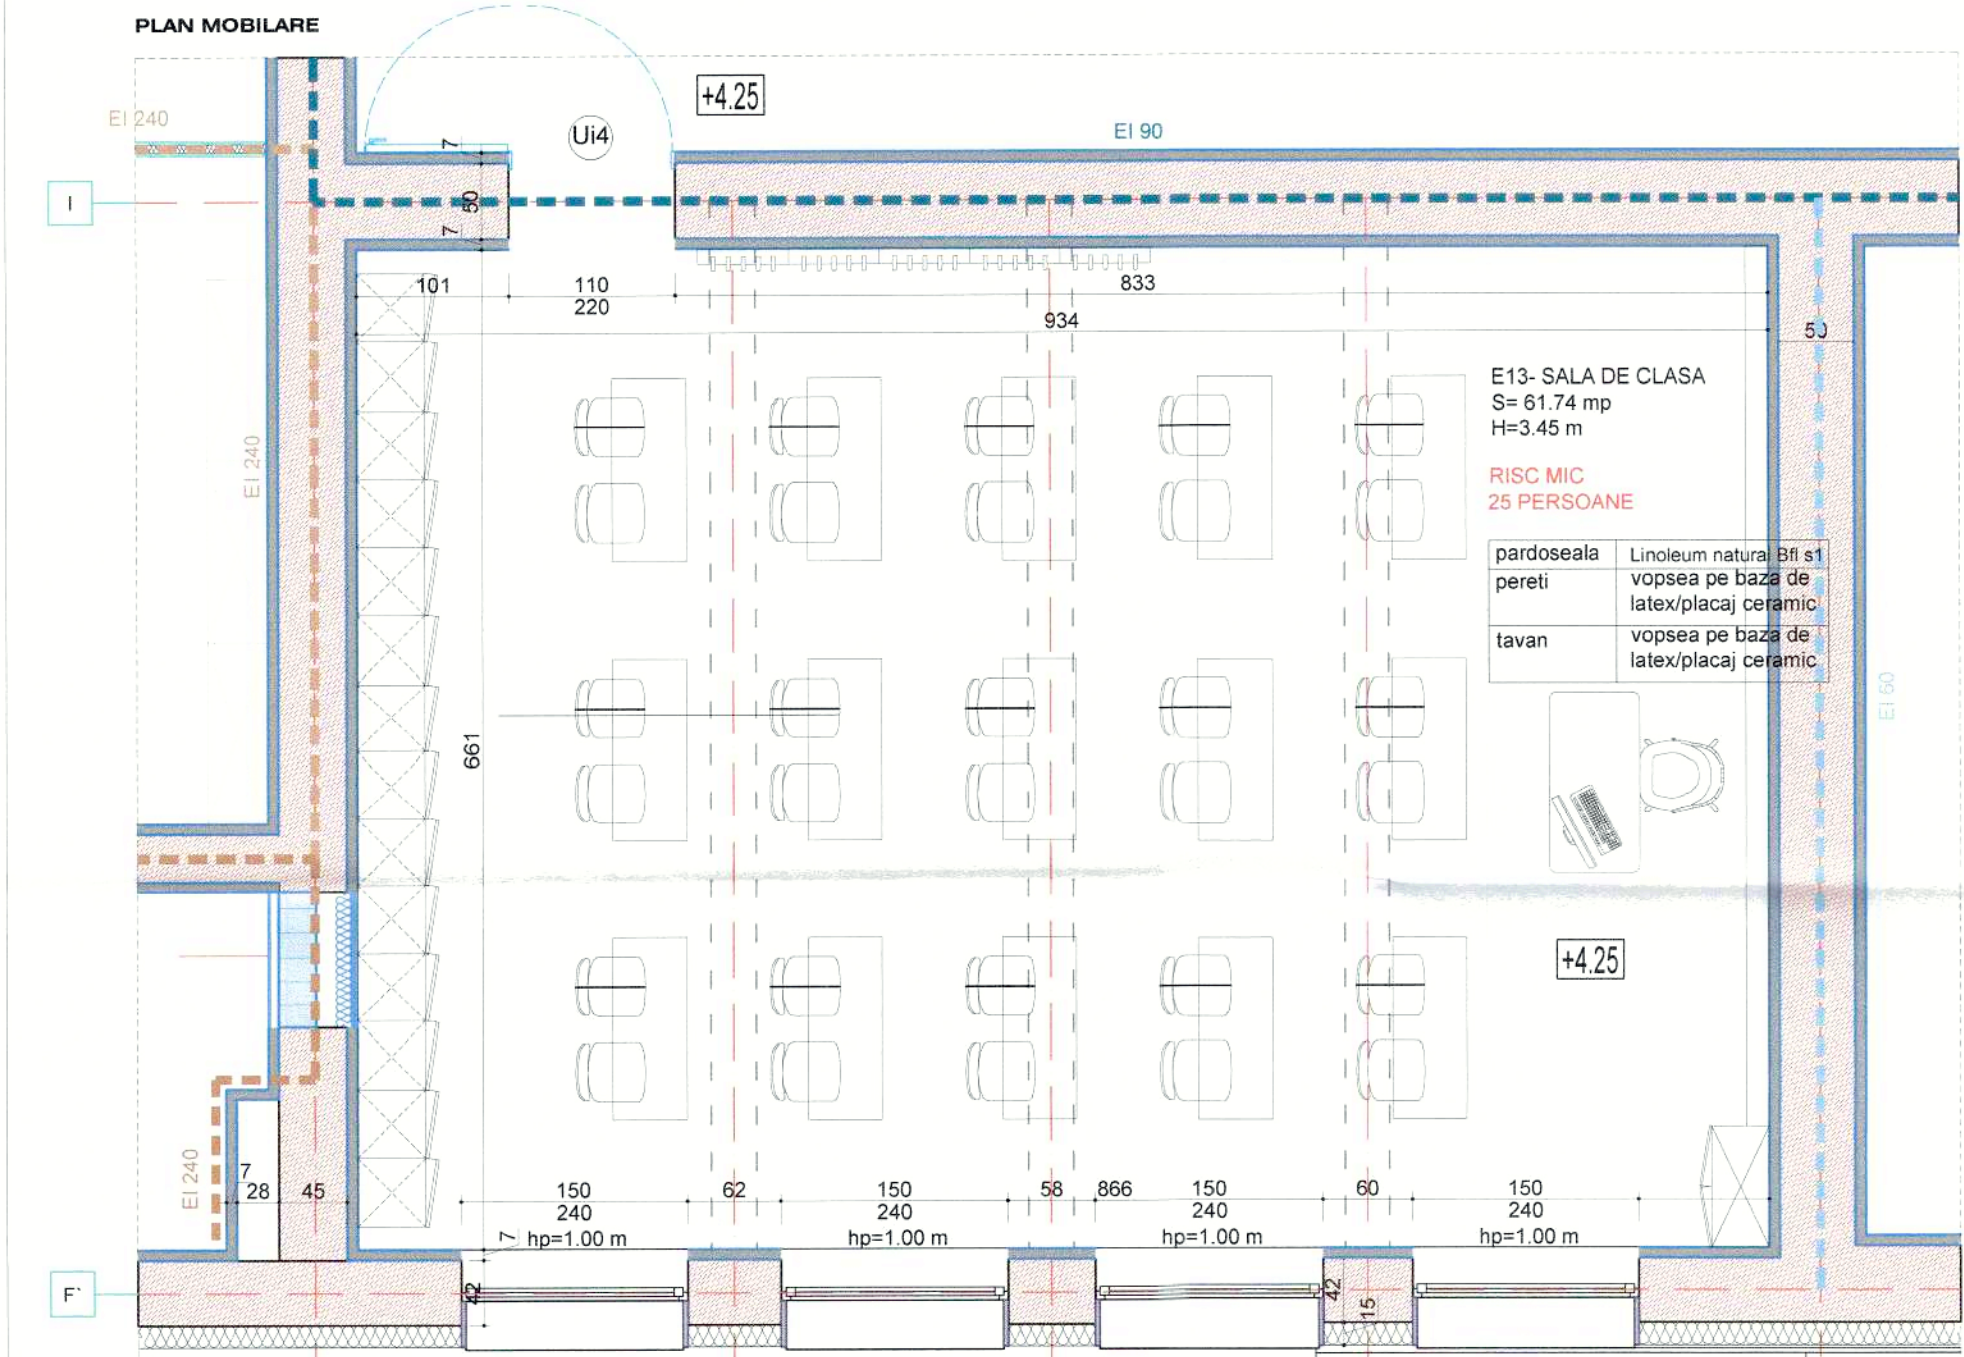 PLAN MOBILARE
+4.25
EI 240
Ui4
EI 90
7
I
50
7
101
110
833
220
934
50
E13- SALA DE CLASA
S= 61.74 mp
H=3.45 m
EI 240
RISC MIC
25 PERSOANE
pardoseala
Linoleum natural Bfl s1
pereti
vopsea pe baza de
latex/placaj ceramic
tavan
vopsea pe baza de
latex/placaj ceramic
EI 60
661
+4.25
EI 240
7
28
45
150
62
150
58
866
150
60
150
240
240
240
240
7
hp=1.00 m
hp=1.00 m
hp=1.00 m
hp=1.00 m
F`
42
42
15